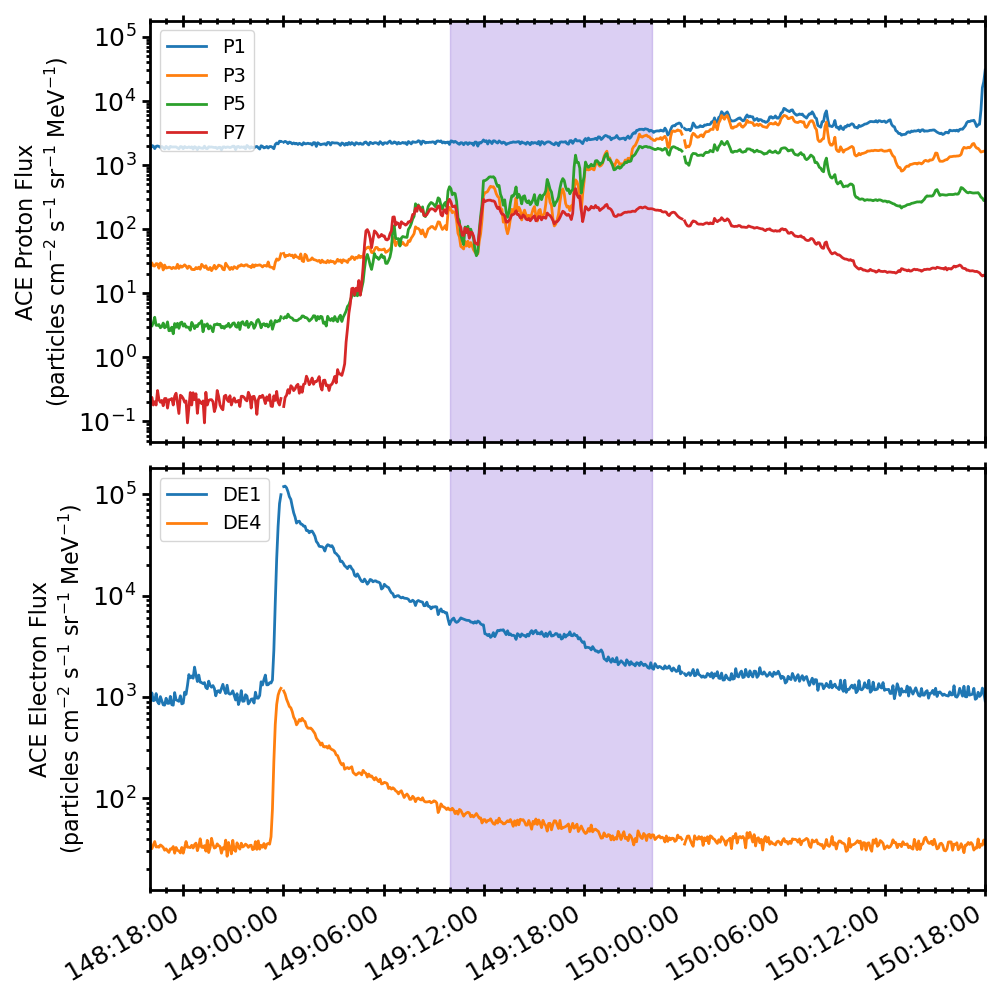 ACE Proton Flux
(particles cm⁻² s⁻¹ sr⁻¹ MeV⁻¹)
10⁵
10⁴
10³
10²
10¹
10⁰
10⁻¹
P1
P3
P5
P7
ACE Electron Flux
(particles cm⁻² s⁻¹ sr⁻¹ MeV⁻¹)
10⁵
10⁴
10³
10²
DE1
DE4
148:18:00
149:00:00
149:06:00
149:12:00
149:18:00
150:00:00
150:06:00
150:12:00
150:18:00